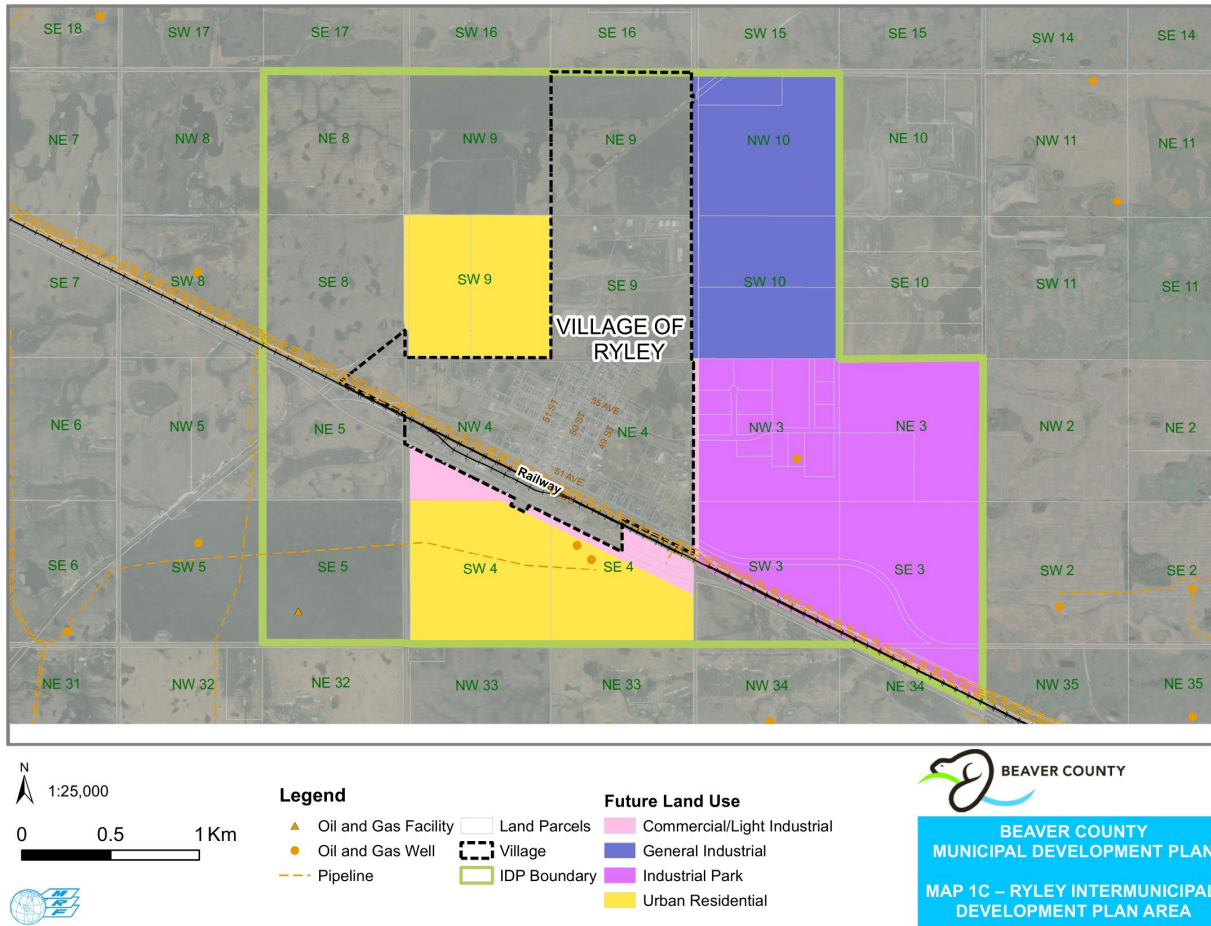 SE 18 SW 17 SE 17 SW 16 SE 16 SW 15 SE 15 SW 14 SE 14
NE 7 NW 8 NE 8 NW 9 NE 9 NW 10 NE 10 NW 11 NE 11
SE 7 SW 8 SE 8 SW 9 SE 9 SW 10 SE 10 SW 11 SE 11
VILLAGE OF
RYLEY
NE 6 NW 5 NE 5 NW 4 51 ST 50 ST 55 AVE 49 ST NE 4 NW 3 NE 3 NW 2 NE 2
51 AVE
Railway
SE 6 SW 5 SE 5 SW 4 SE 4 SW 3 SE 3 SW 2 SE 2
NE 31 NW 32 NE 32 NW 33 NE 33 NW 34 NE 34 NW 35 NE 35
N
1:25,000
0 0.5 1 Km
MRF
Legend
Oil and Gas Facility
Oil and Gas Well
Pipeline
Land Parcels
Village
IDP Boundary
Future Land Use
Commercial/Light Industrial
General Industrial
Industrial Park
Urban Residential
BEAVER COUNTY
BEAVER COUNTY
MUNICIPAL DEVELOPMENT PLAN
MAP 1C – RYLEY INTERMUNICIPAL
DEVELOPMENT PLAN AREA